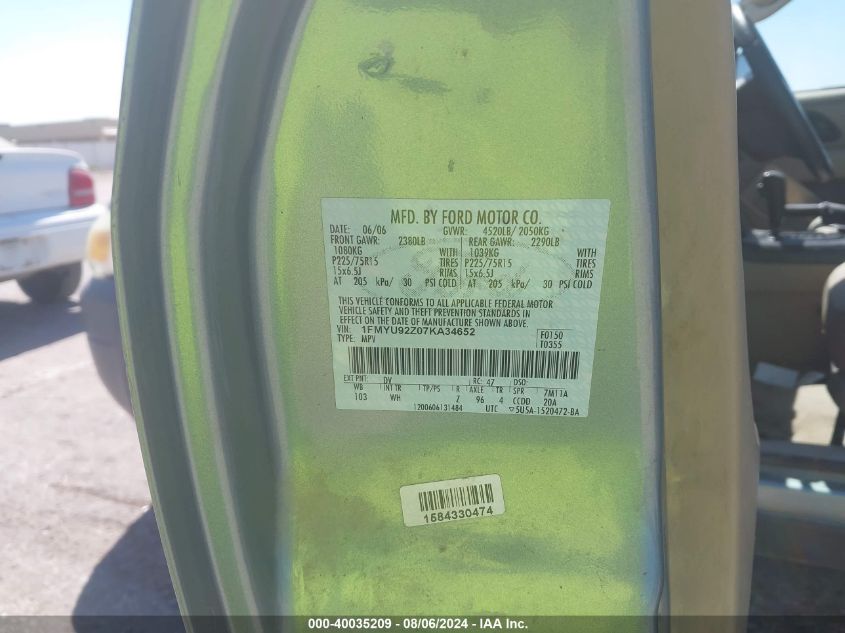 MFD. BY FORD MOTOR CO.
DATE: 06/06 GVWR: 4520LB/ 2050KG
FRONT GAWR: 2380LB REAR GAWR: 2290LB
1080KG WITH 1039KG WITH
P225/75R15 TIRES P225/75R15 TIRES
15x6.5J RIMS 15x6.5J RIMS
AT 205 kPa/ 30 PSI COLD AT 205 kPa/ 30 PSI COLD
THIS VEHICLE CONFORMS TO ALL APPLICABLE FEDERAL MOTOR
VEHICLE SAFETY AND THEFT PREVENTION STANDARDS IN
EFFECT ON THE DATE OF MANUFACTURE SHOWN ABOVE.
VIN: 1FMYU92Z07KA34652 F0150
TYPE: MPV T0355
EXT PNT: DV RC: 47 DSO:
WB INT TR TP/PS R AXLE TR SPR 7M11A
103 WH Z 96 4 CCDD 20A
1200606131484 UTC ▽5U5A-1520472-BA
1584330474
000-40035209 - 08/06/2024 - IAA Inc.